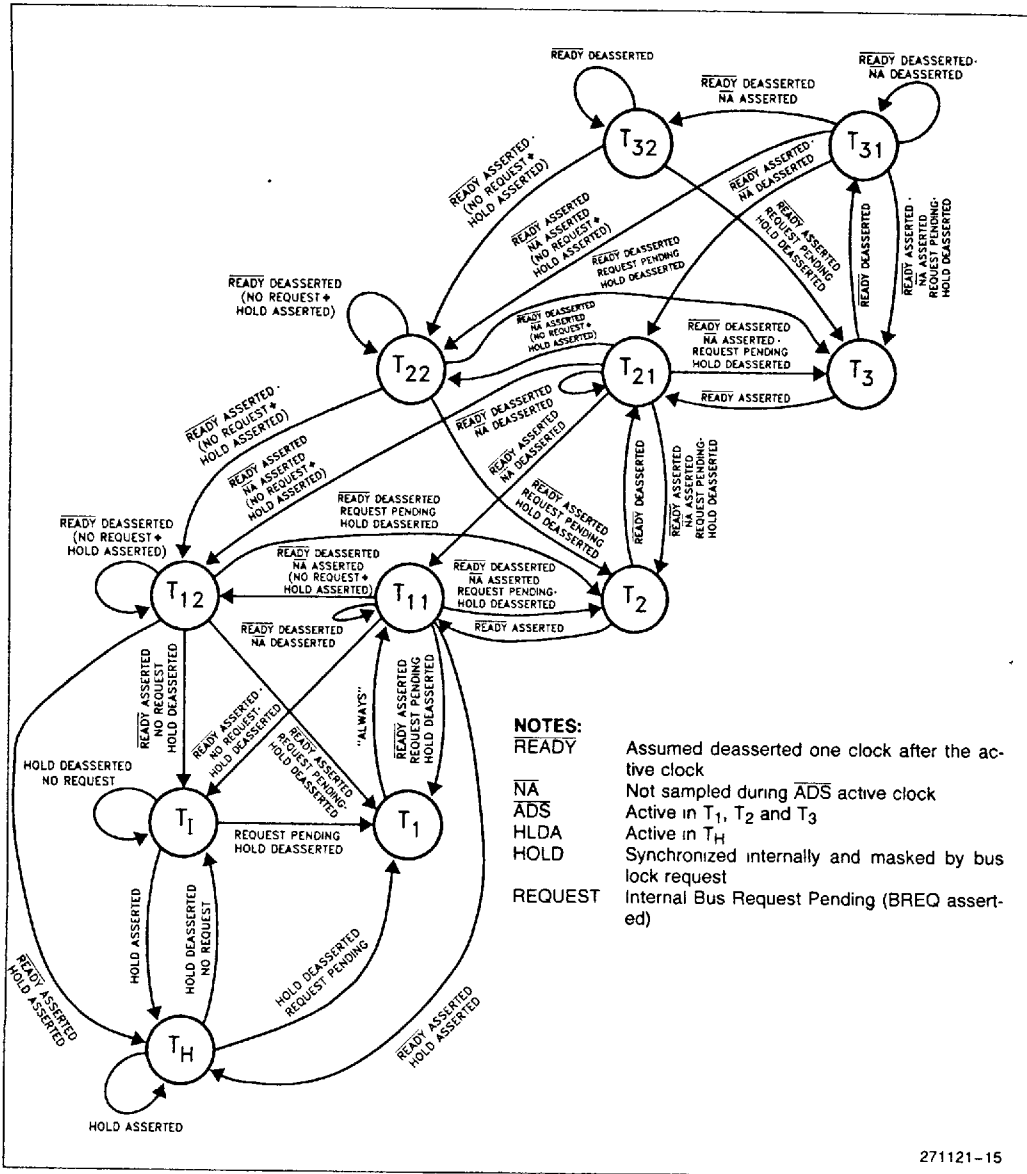 READY DEASSERTED
READY DEASSERTED·
NA DEASSERTED
READY DEASSERTED
NA ASSERTED
T32
T31
READY ASSERTED·
(NO REQUEST+
HOLD ASSERTED)
READY ASSERTED
NA ASSERTED
(NO REQUEST+
HOLD ASSERTED)
READY ASSERTED·
NA DEASSERTED
READY ASSERTED
REQUEST PENDING
HOLD DEASSERTED
READY DEASSERTED
READY ASSERTED·
NA ASSERTED
REQUEST PENDING·
HOLD DEASSERTED
READY DEASSERTED
REQUEST PENDING
HOLD DEASSERTED
READY DEASSERTED
(NO REQUEST+
HOLD ASSERTED)
READY DEASSERTED
NA ASSERTED
(NO REQUEST+
HOLD ASSERTED)
READY DEASSERTED
NA ASSERTED·
REQUEST PENDING
HOLD DEASSERTED
T22
T21
T3
READY ASSERTED
READY ASSERTED·
(NO REQUEST+
HOLD ASSERTED)
READY ASSERTED
NA ASSERTED
(NO REQUEST+
HOLD ASSERTED)
READY DEASSERTED
NA DEASSERTED
READY ASSERTED
NA DEASSERTED
READY ASSERTED
REQUEST PENDING
HOLD DEASSERTED
READY DEASSERTED
READY ASSERTED
NA ASSERTED
REQUEST PENDING·
HOLD DEASSERTED
READY DEASSERTED
REQUEST PENDING
HOLD DEASSERTED
READY DEASSERTED
(NO REQUEST+
HOLD ASSERTED)
READY DEASSERTED
NA ASSERTED
(NO REQUEST+
HOLD ASSERTED)
READY DEASSERTED
NA ASSERTED
REQUEST PENDING·
HOLD DEASSERTED
T12
T11
T2
READY DEASSERTED
NA DEASSERTED
READY ASSERTED
READY ASSERTED
NO REQUEST
HOLD DEASSERTED
READY ASSERTED·
NO REQUEST·
HOLD DEASSERTED
READY ASSERTED
REQUEST PENDING·
HOLD DEASSERTED
"ALWAYS"
READY ASSERTED
REQUEST PENDING
HOLD DEASSERTED
HOLD DEASSERTED
NO REQUEST
TI
T1
REQUEST PENDING
HOLD DEASSERTED
HOLD ASSERTED
HOLD DEASSERTED
NO REQUEST
HOLD DEASSERTED
REQUEST PENDING
READY ASSERTED
HOLD ASSERTED
READY ASSERTED
HOLD ASSERTED
TH
HOLD ASSERTED
NOTES:
READY Assumed deasserted one clock after the ac-
tive clock
NA Not sampled during ADS active clock
ADS Active in T1, T2 and T3
HLDA Active in TH
HOLD Synchronized internally and masked by bus
lock request
REQUEST Internal Bus Request Pending (BREQ assert-
ed)
271121-15